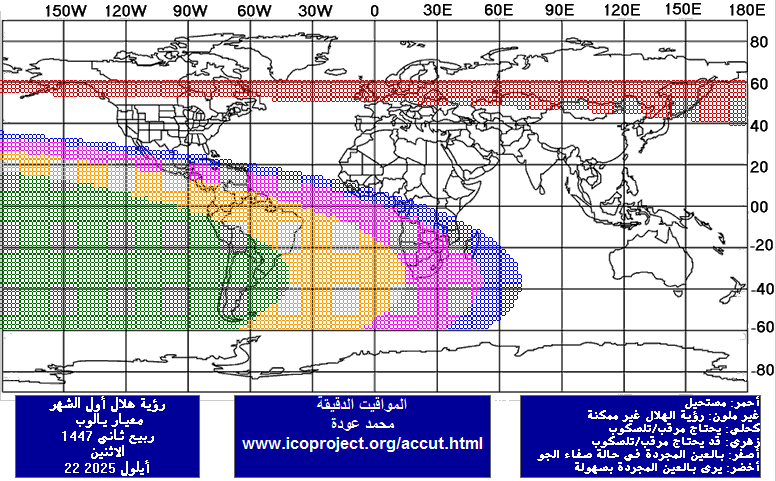 150W 120W 90W 60W 30W 0 30E 60E 90E 120E 150E 180E
80
60
40
20
00
-20
-40
-60
-80
رؤية هلال أول الشهر
معيار يالوب
ربيع ثاني 1447
الاثنين
22 أيلول 2025
المواقيت الدقيقة
محمد عودة
www.icoproject.org/accut.html
أحمر: مستحيل
غير ملون: رؤية الهلال غير ممكنة
كحلي: يحتاج مرقب/تلسكوب
زهري: قد يحتاج مرقب/تلسكوب
أصفر: بالعين المجردة في حالة صفاء الجو
أخضر: يرى بالعين المجردة بسهولة